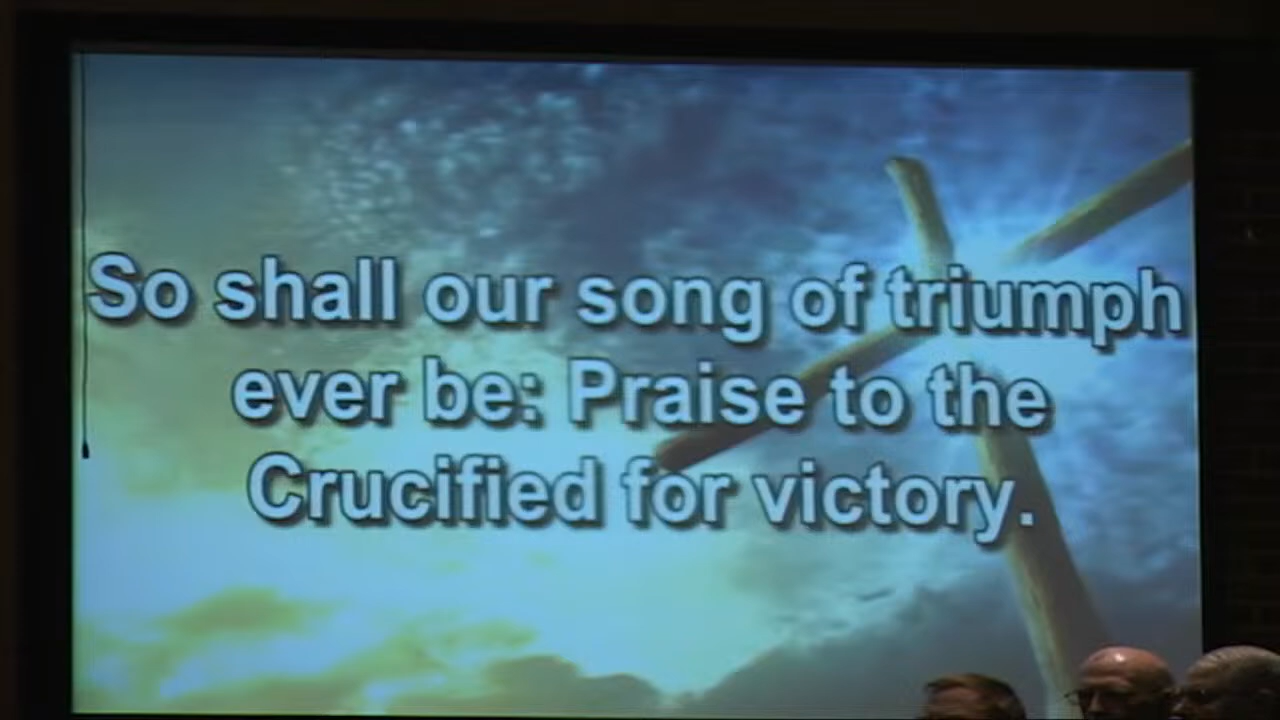 So shall our song of triumph
ever be: Praise to the
Crucified for victory.